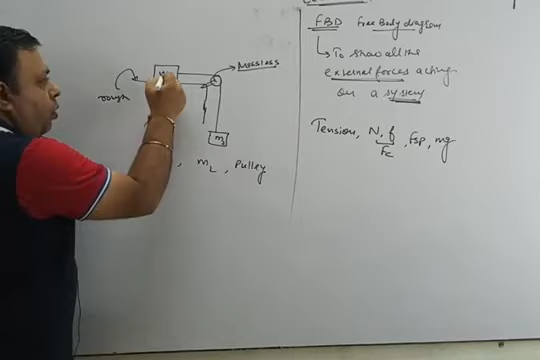 FBD Free Body diagram
To show all the
external forces acting
on a system
Tension, N, f, Fsp, mg
Fc
Massless
rough
m2
, mL, Pulley